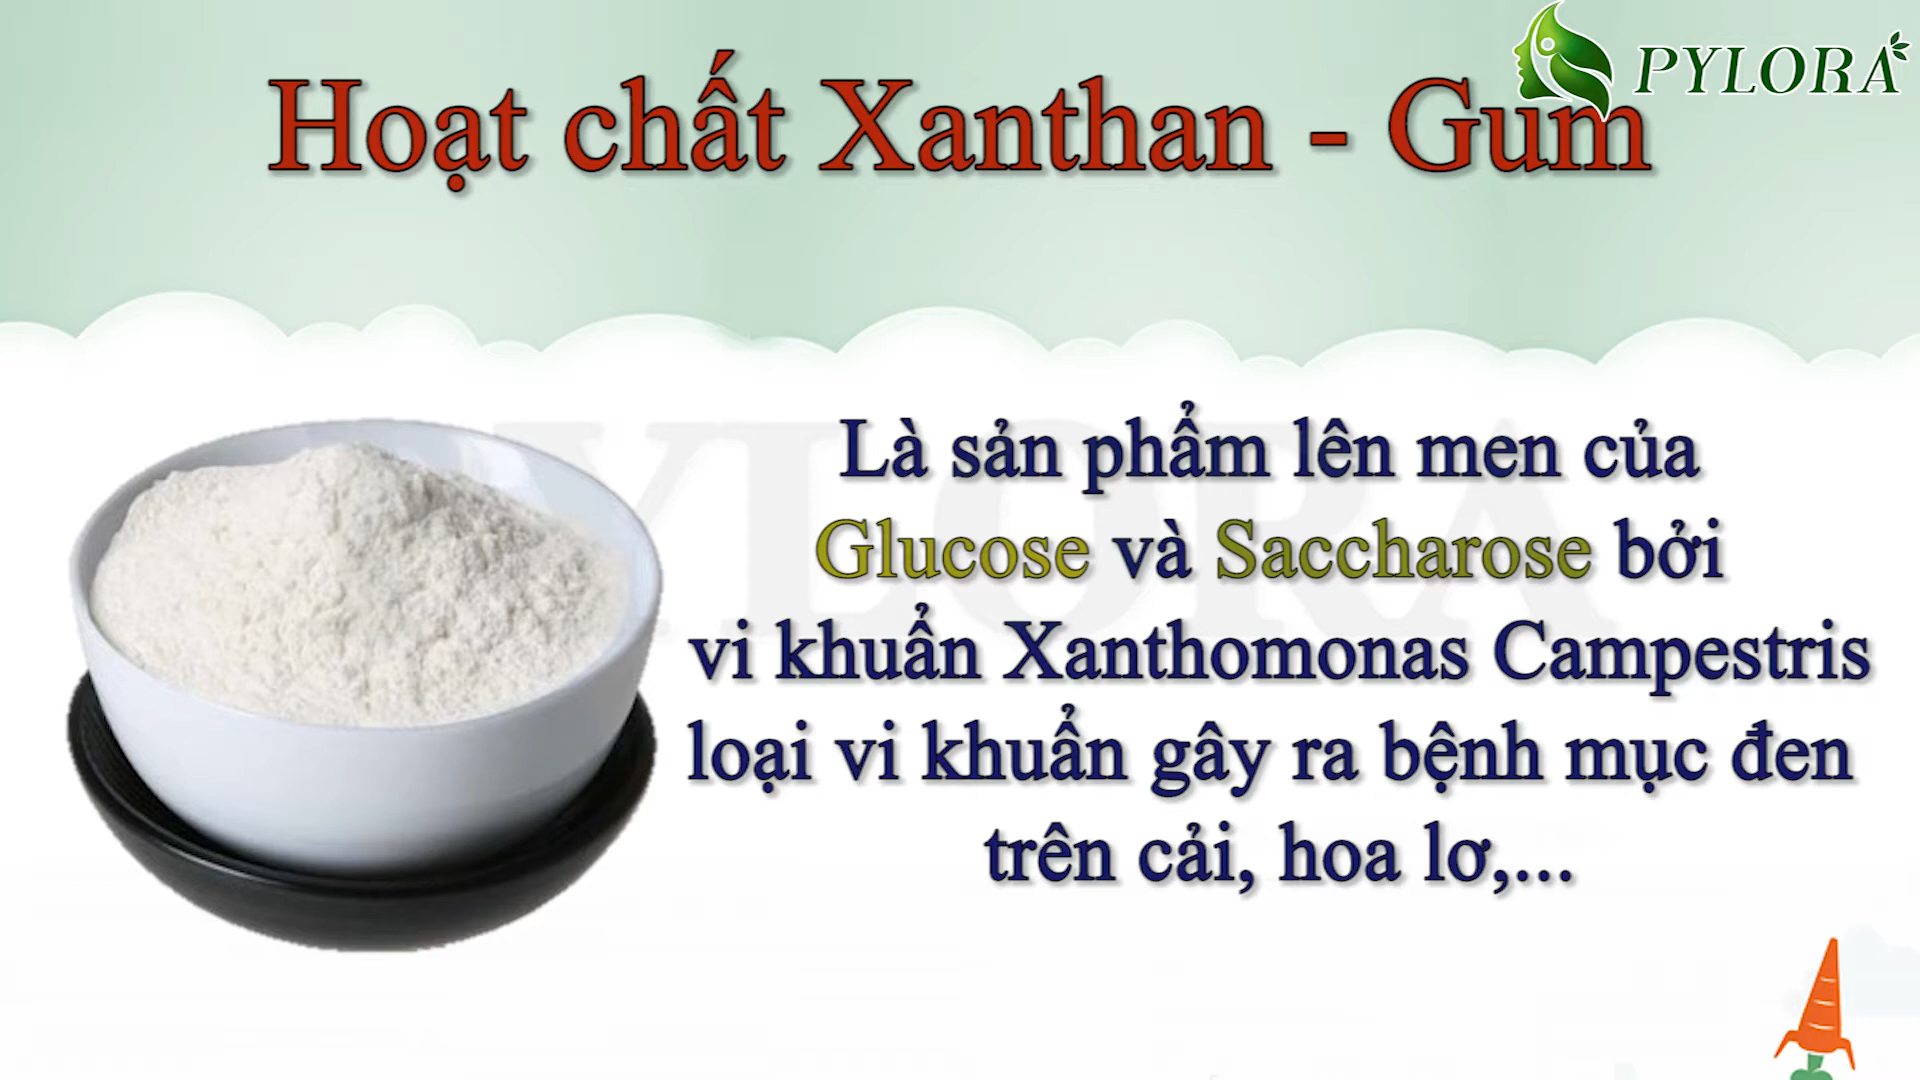 PYLORA
Hoạt chất Xanthan - Gum
Là sản phẩm lên men của
Glucose và Saccharose bởi
vi khuẩn Xanthomonas Campestris
loại vi khuẩn gây ra bệnh mục đen
trên cải, hoa lơ,...
YLORA